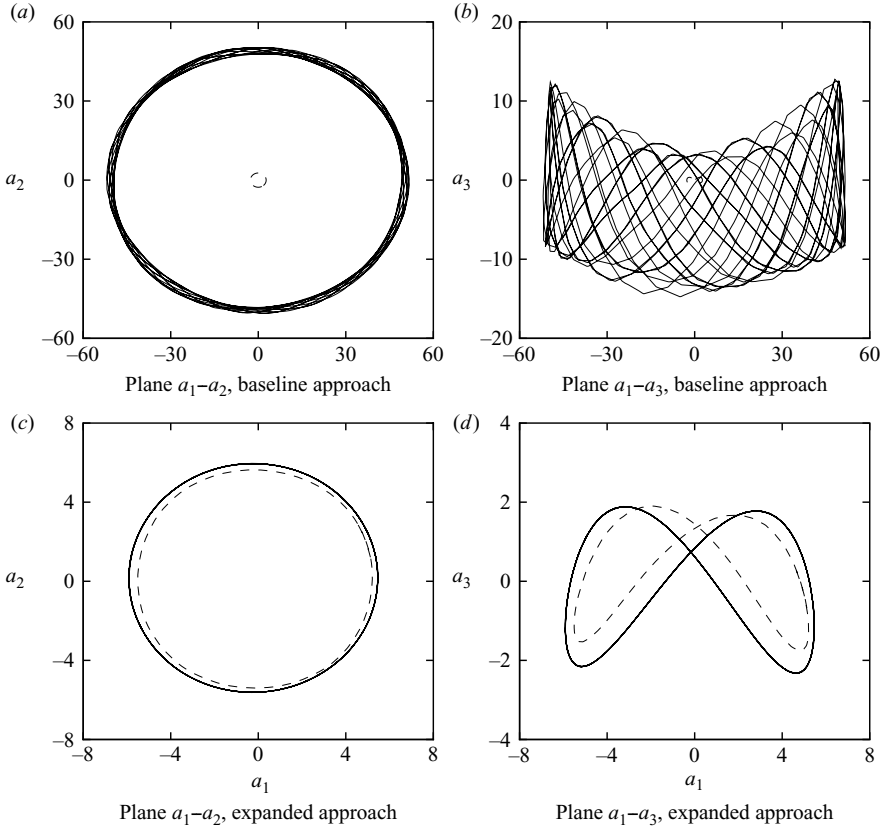 (a) (b)
60 20
30 10
a2 0 a3 0
−30 −10
−60 −20
−60 −30 0 30 60 −60 −30 0 30 60
Plane a1−a2, baseline approach Plane a1−a3, baseline approach
(c) (d)
8 4
4 2
a2 0 a3 0
−4 −2
−8 −4
−8 −4 0 4 8 −8 −4 0 4 8
a1 a1
Plane a1−a2, expanded approach Plane a1−a3, expanded approach